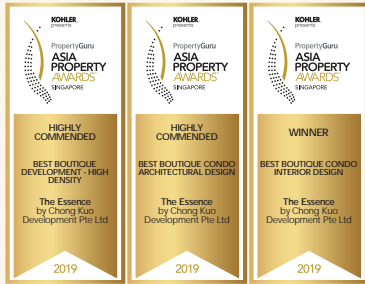 KOHLER.
presents
PropertyGuru
ASIA
PROPERTY
AWARDS
SINGAPORE
HIGHLY
COMMENDED
BEST BOUTIQUE
DEVELOPMENT - HIGH
DENSITY
The Essence
by Chong Kuo
Development Pte Ltd
2019
KOHLER.
presents
PropertyGuru
ASIA
PROPERTY
AWARDS
SINGAPORE
HIGHLY
COMMENDED
BEST BOUTIQUE CONDO
ARCHITECTURAL DESIGN
The Essence
by Chong Kuo
Development Pte Ltd
2019
KOHLER.
presents
PropertyGuru
ASIA
PROPERTY
AWARDS
SINGAPORE
WINNER
BEST BOUTIQUE CONDO
INTERIOR DESIGN
The Essence
by Chong Kuo
Development Pte Ltd
2019